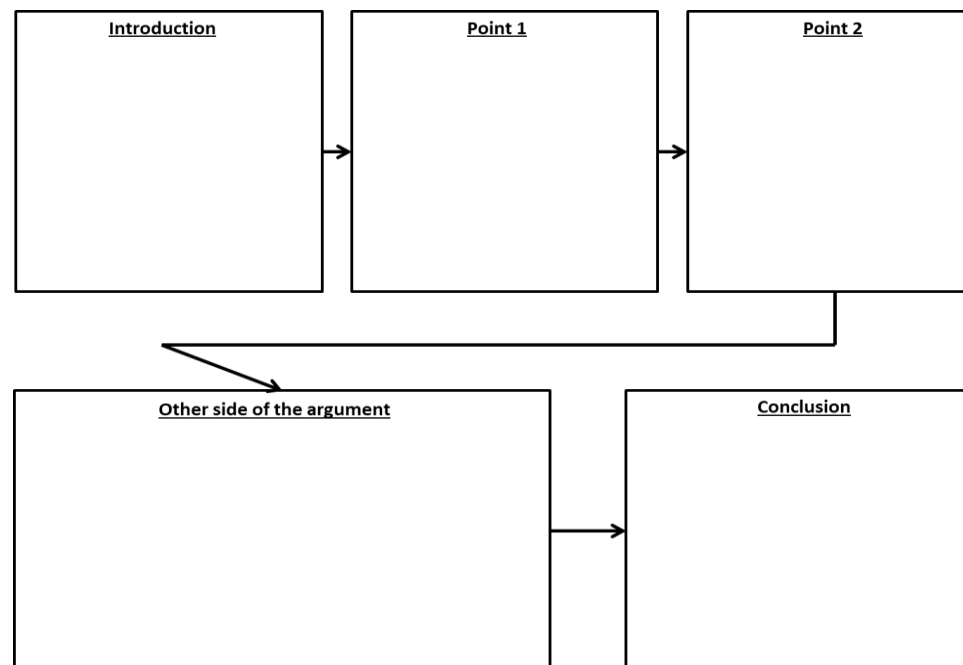 Introduction
Point 1
Point 2
Other side of the argument
Conclusion